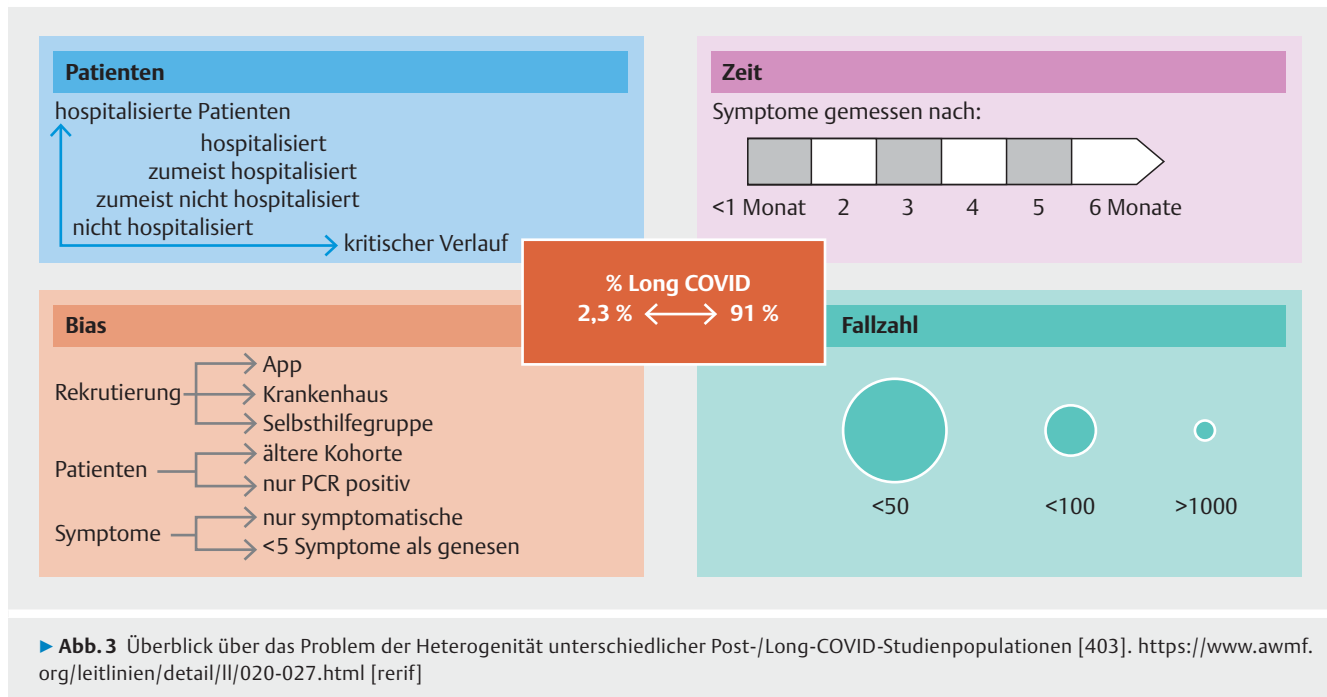 Patienten
hospitalisierte Patienten
hospitalisiert
zumeist hospitalisiert
zumeist nicht hospitalisiert
nicht hospitalisiert
kritischer Verlauf
Zeit
Symptome gemessen nach:
<1 Monat 2 3 4 5 6 Monate
% Long COVID
2,3 % 91 %
Bias
Rekrutierung
App
Krankenhaus
Selbsthilfegruppe
Patienten
ältere Kohorte
nur PCR positiv
Symptome
nur symptomatische
<5 Symptome als genesen
Fallzahl
<50 <100 >1000
▶ Abb. 3 Überblick über das Problem der Heterogenität unterschiedlicher Post-/Long-COVID-Studienpopulationen [403]. https://www.awmf.
org/leitlinien/detail/ll/020-027.html [rerif]